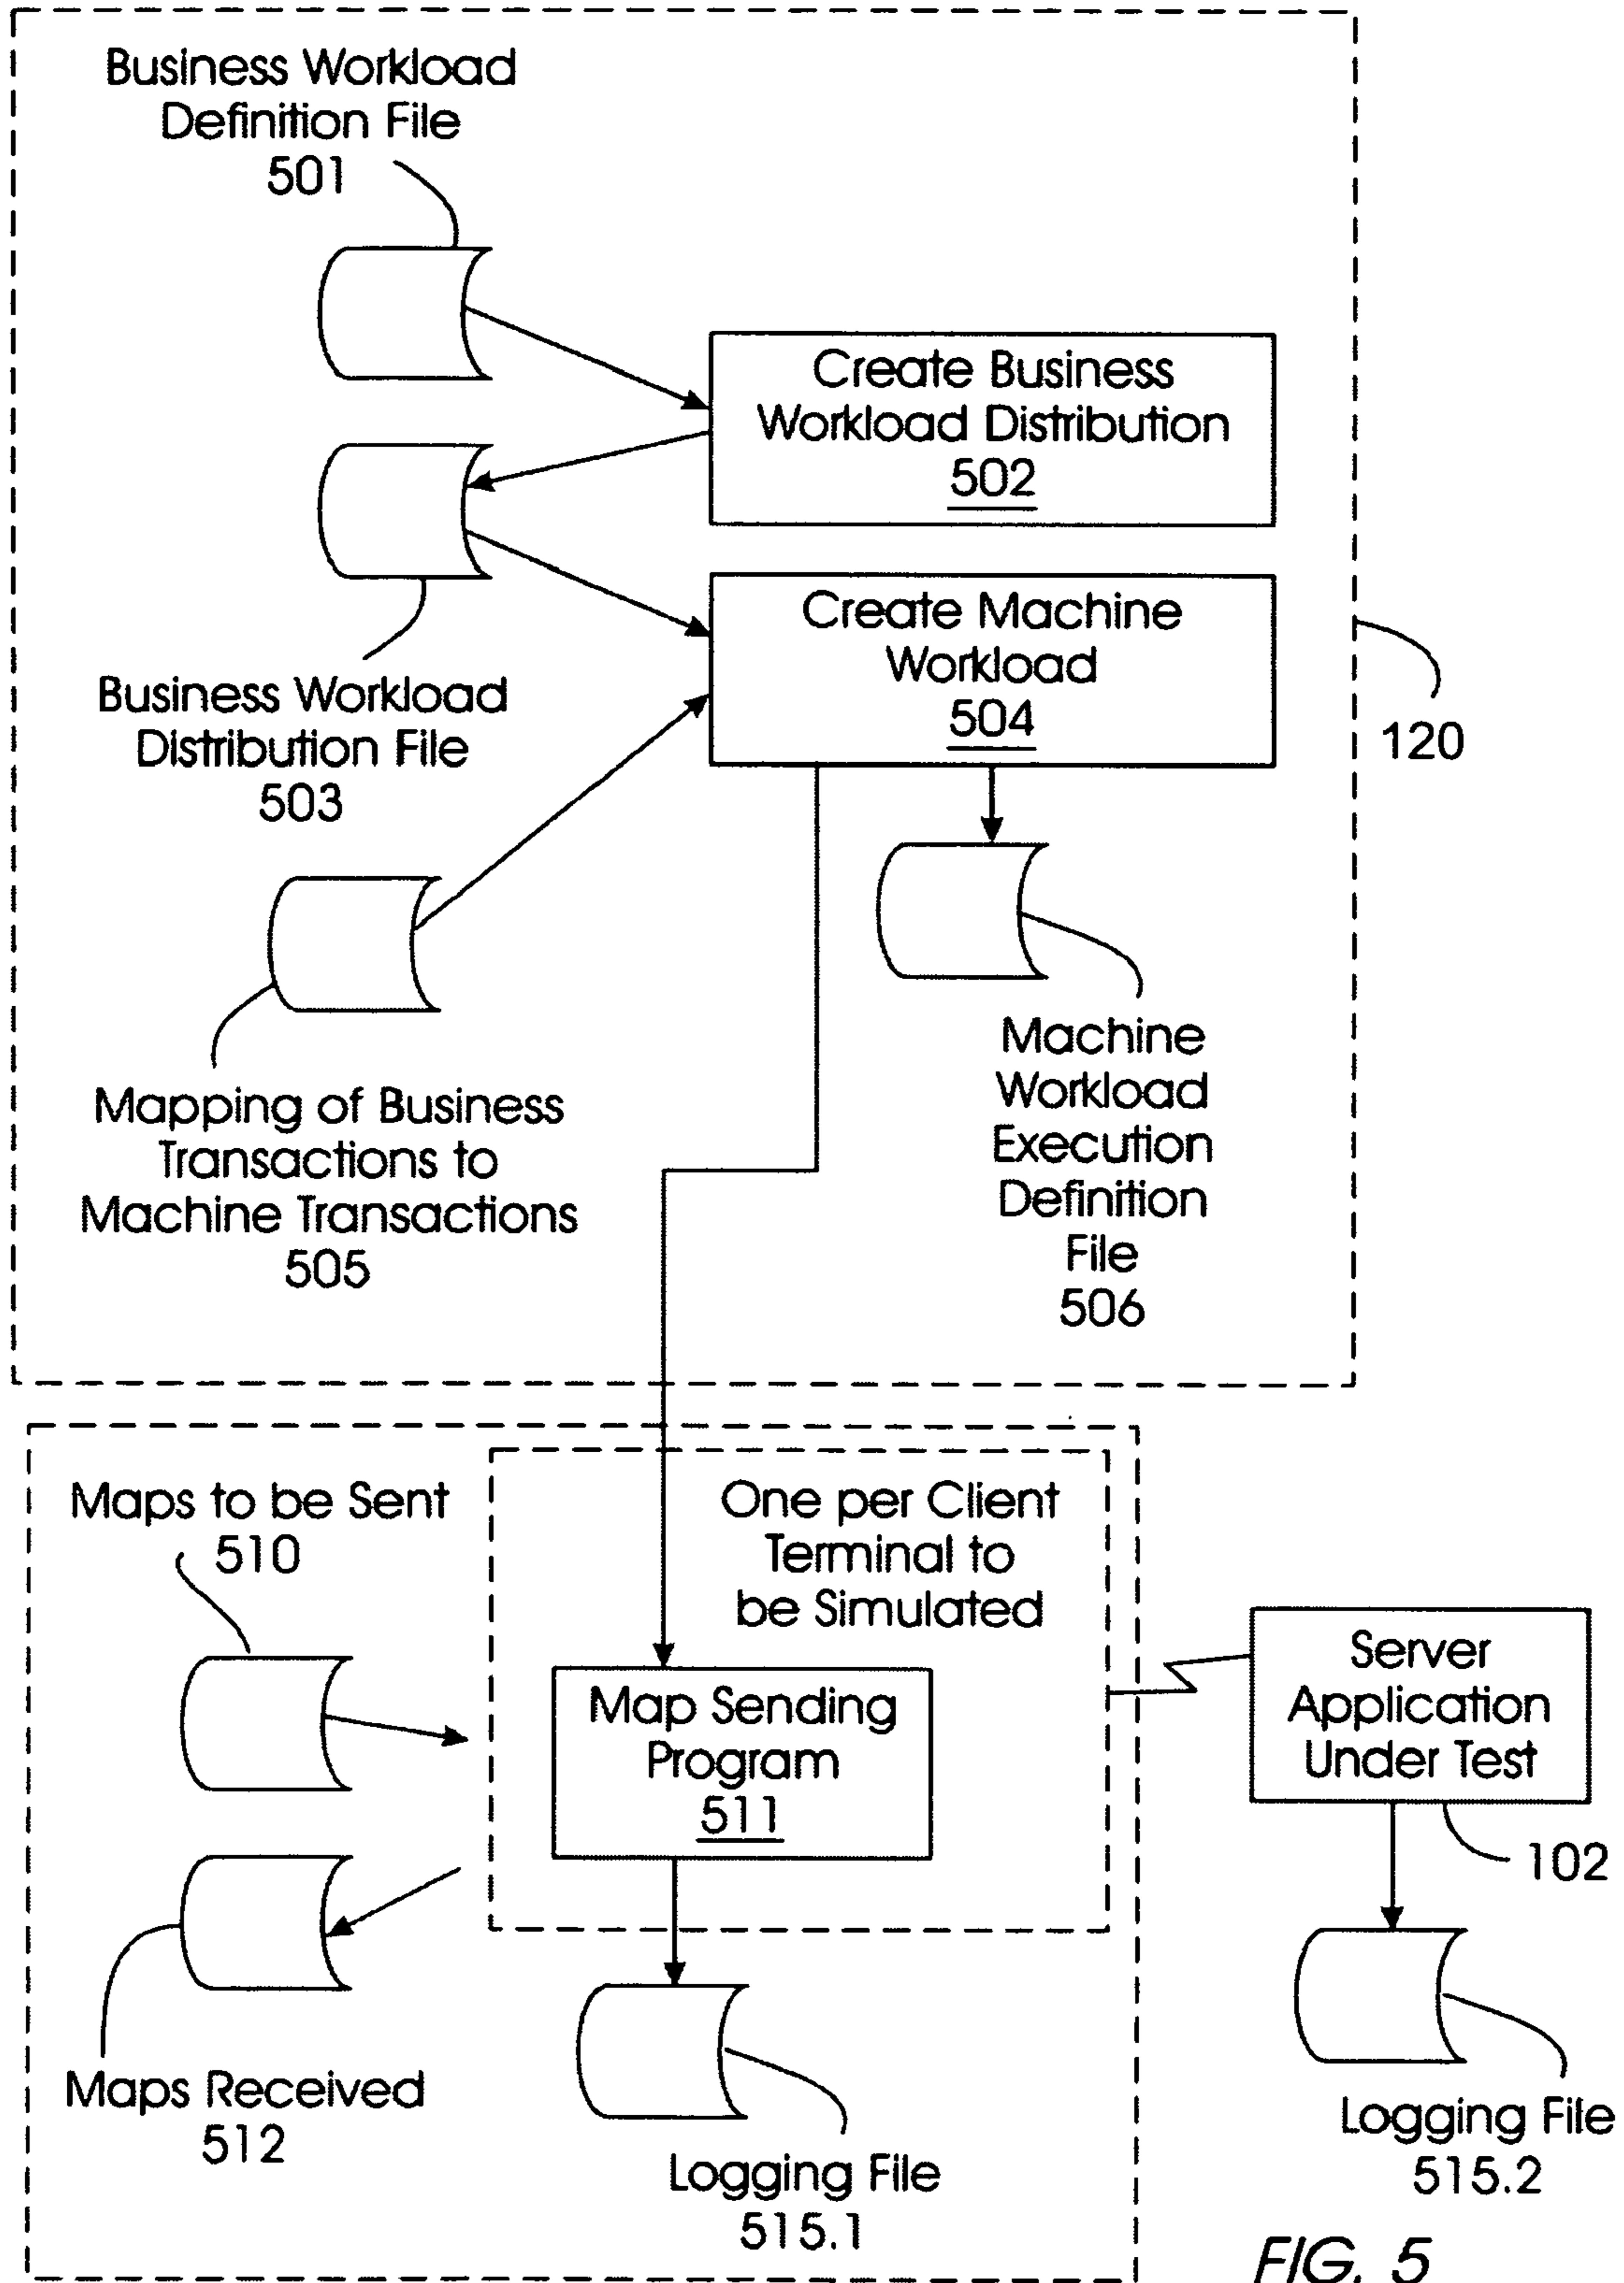 Business Workload
Definition File
501
Create Business
Workload Distribution
502
Create Machine
Workload
504
Business Workload
Distribution File
503
120
Mapping of Business
Transactions to
Machine Transactions
505
Machine
Workload
Execution
Definition
File
506
Maps to be Sent
510
One per Client
Terminal to
be Simulated
Map Sending
Program
511
Server
Application
Under Test
102
Maps Received
512
Logging File
515.1
Logging File
515.2
FIG. 5